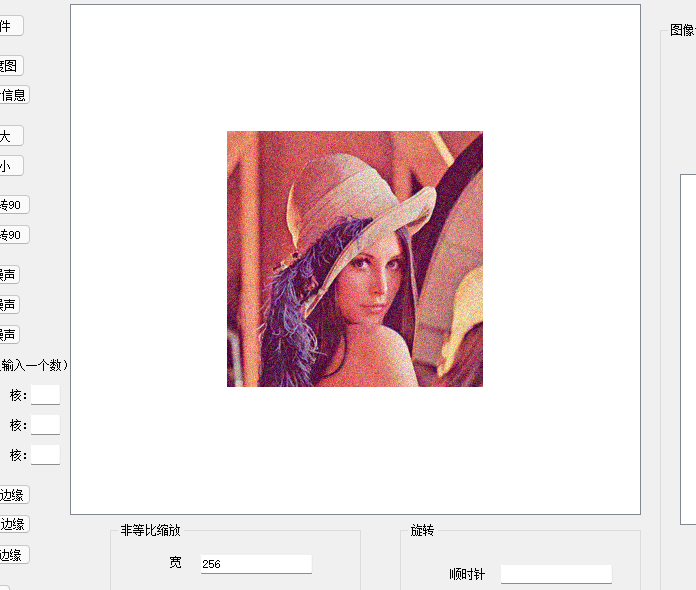 件
图像
度图
信息
大
小
转90
转90
噪声
噪声
噪声
输入一个数）
核：
核：
核：
边缘
边缘
边缘
非等比缩放
旋转
宽 256
顺时针